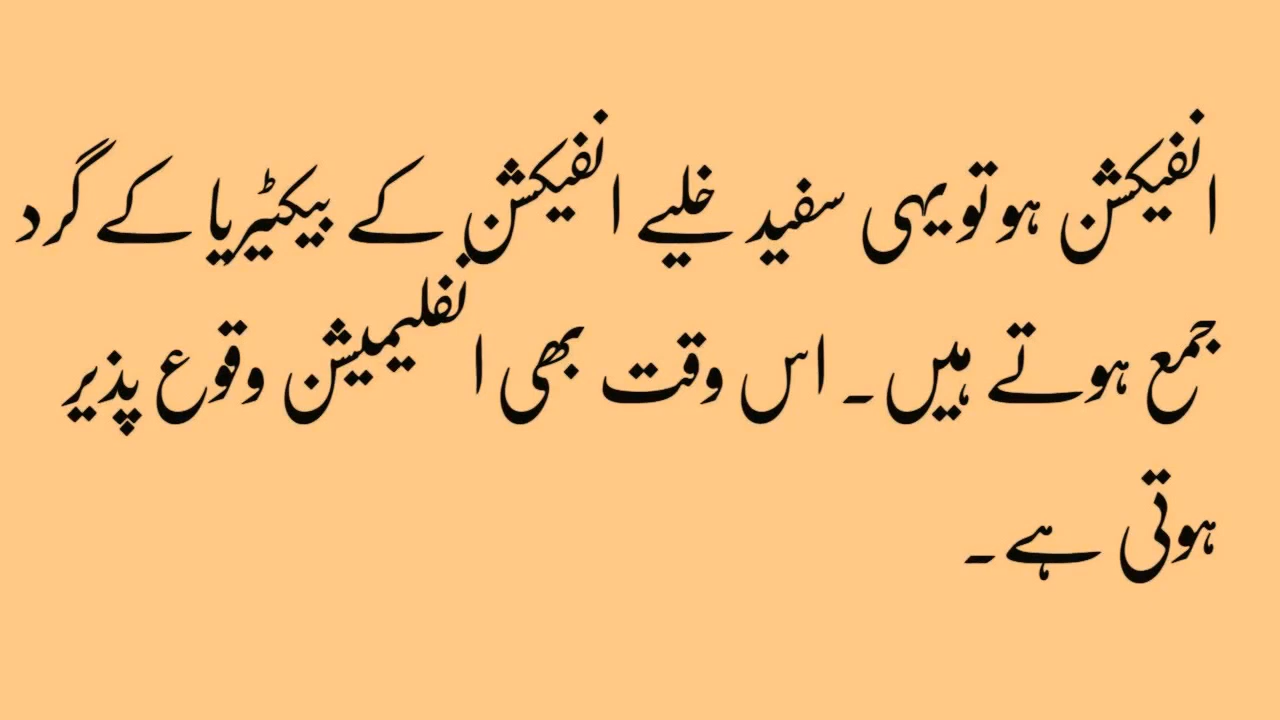 انفیکشن ہو تو یہی سفید خلیے انفیکشن کے بیکٹیریا کے گرد
جمع ہوتے ہیں۔ اس وقت بھی انفلیمیشن وقوع پذیر
ہوتی ہے۔